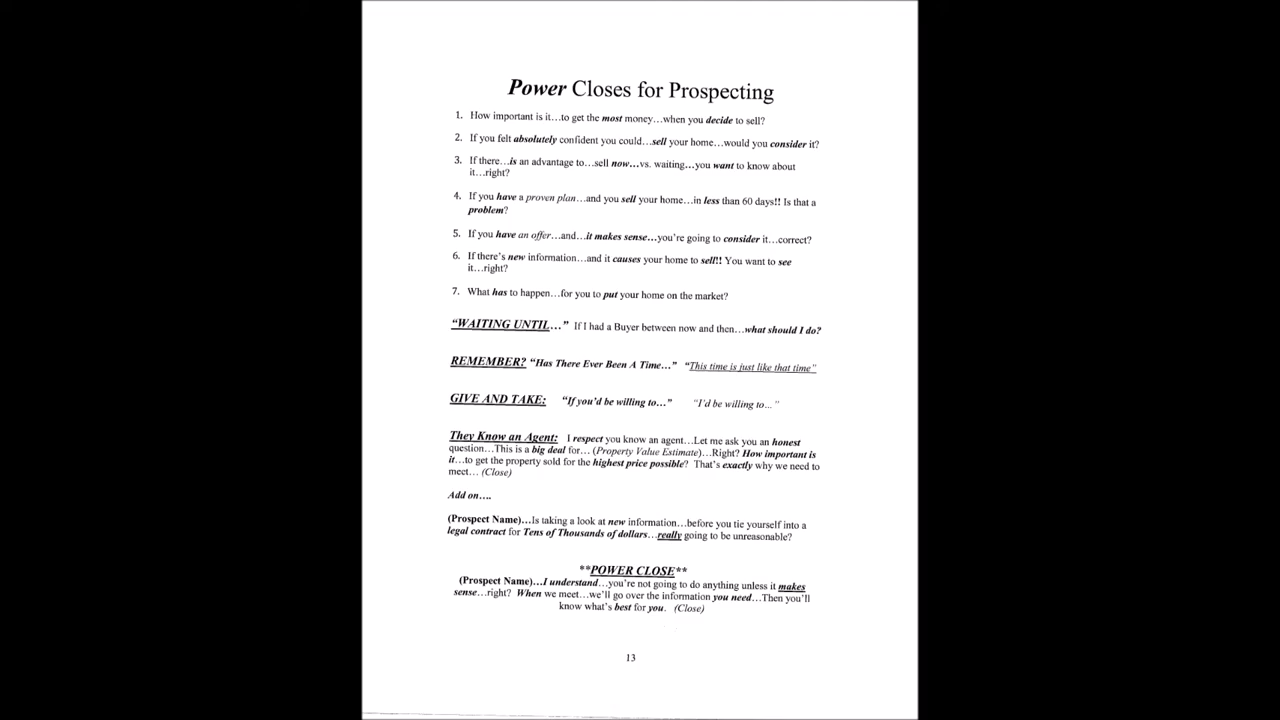 Power Closes for Prospecting
1. How important is it…to get the most money…when you decide to sell?
2. If you felt absolutely confident you could…sell your home…would you consider it?
3. If there…is an advantage to…sell now…vs. waiting…you want to know about
it…right?
4. If you have a proven plan…and you sell your home…in less than 60 days!! Is that a
problem?
5. If you have an offer…and…it makes sense…you're going to consider it…correct?
6. If there's new information…and it causes your home to sell!! You want to see
it…right?
7. What has to happen…for you to put your home on the market?
"WAITING UNTIL…" If I had a Buyer between now and then…what should I do?
REMEMBER? "Has There Ever Been A Time…" "This time is just like that time"
GIVE AND TAKE: "If you'd be willing to…" "I'd be willing to…"
They Know an Agent: I respect you know an agent…Let me ask you an honest
question…This is a big deal for… (Property Value Estimate)…Right? How important is
it…to get the property sold for the highest price possible? That's exactly why we need to
meet… (Close)
Add on….
(Prospect Name)…Is taking a look at new information…before you tie yourself into a
legal contract for Tens of Thousands of dollars…really going to be unreasonable?
**POWER CLOSE**
(Prospect Name)…I understand…you're not going to do anything unless it makes
sense…right? When we meet…we'll go over the information you need…Then you'll
know what's best for you. (Close)
13